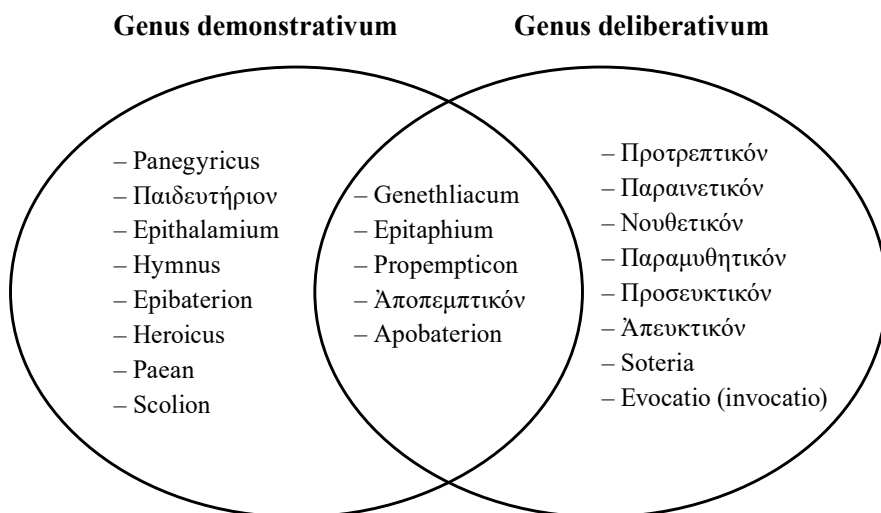 Genus demonstrativum
Genus deliberativum
– Panegyricus
– Παιδευτήριον
– Epithalamium
– Hymnus
– Epibaterion
– Heroicus
– Paean
– Scolion
– Genethliacum
– Epitaphium
– Propempticon
– Ἀποπεμπτικόν
– Apobaterion
– Προτρεπτικόν
– Παραινετικόν
– Νουθετικόν
– Παραμυθητικόν
– Προσευκτικόν
– Ἀπευκτικόν
– Soteria
– Evocatio (invocatio)